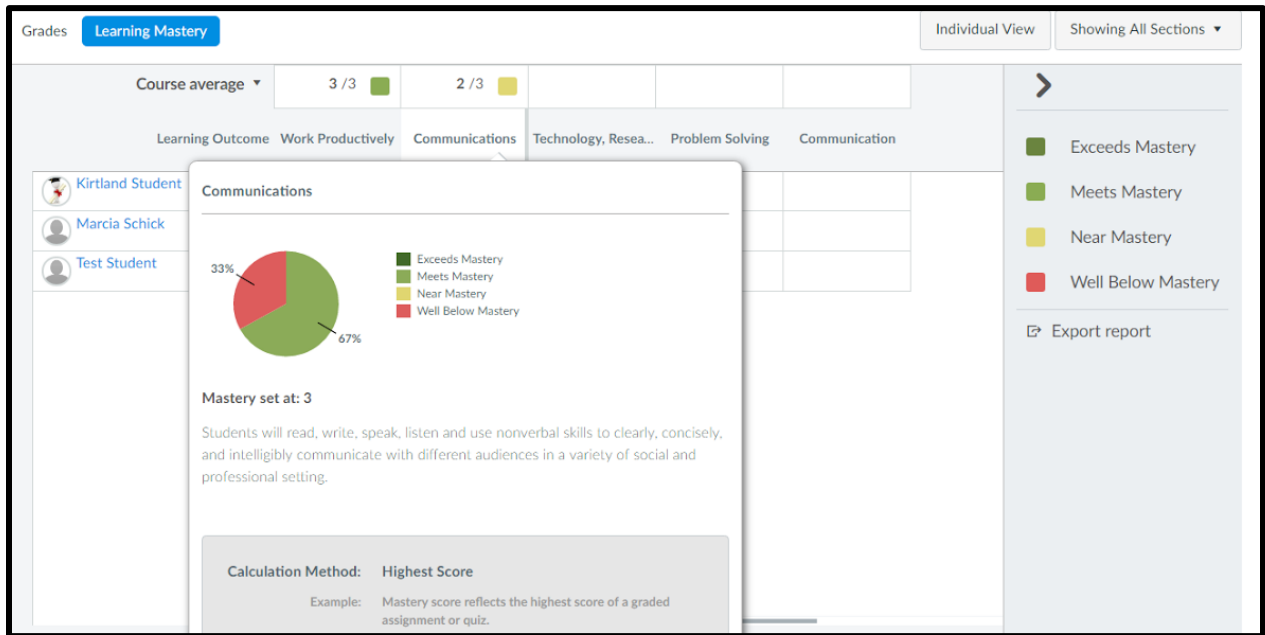 Grades Learning Mastery Individual View Showing All Sections
Course average 3 /3 2 /3
Learning Outcome Work Productively Communications Technology, Resea... Problem Solving Communication
Kirtland Student
Marcia Schick
Test Student
Communications
33%
67%
Exceeds Mastery
Meets Mastery
Near Mastery
Well Below Mastery
Mastery set at: 3
Students will read, write, speak, listen and use nonverbal skills to clearly, concisely,
and intelligibly communicate with different audiences in a variety of social and
professional setting.
Calculation Method: Highest Score
Example: Mastery score reflects the highest score of a graded
assignment or quiz.
Exceeds Mastery
Meets Mastery
Near Mastery
Well Below Mastery
Export report